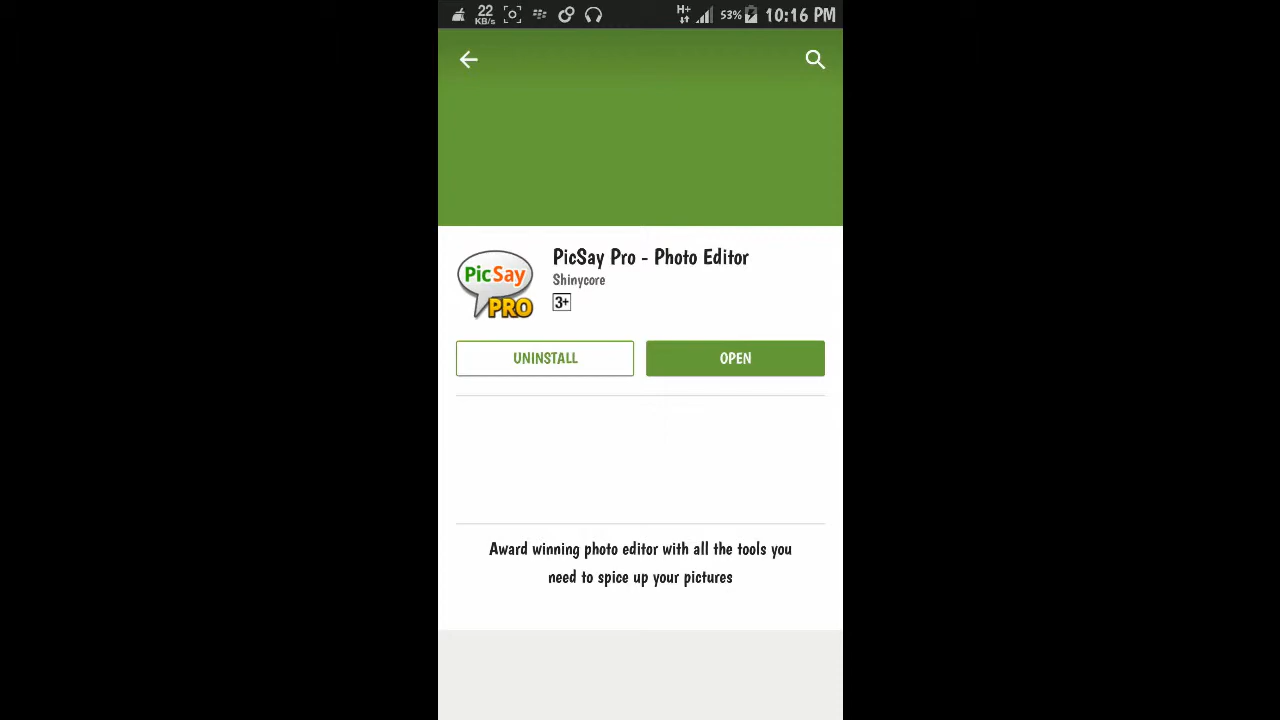 22
KB/s
H+
53%
10:16 PM
PicSay Pro - Photo Editor
Shinycore
3+
PicSay
PRO
UNINSTALL
OPEN
Award winning photo editor with all the tools you
need to spice up your pictures